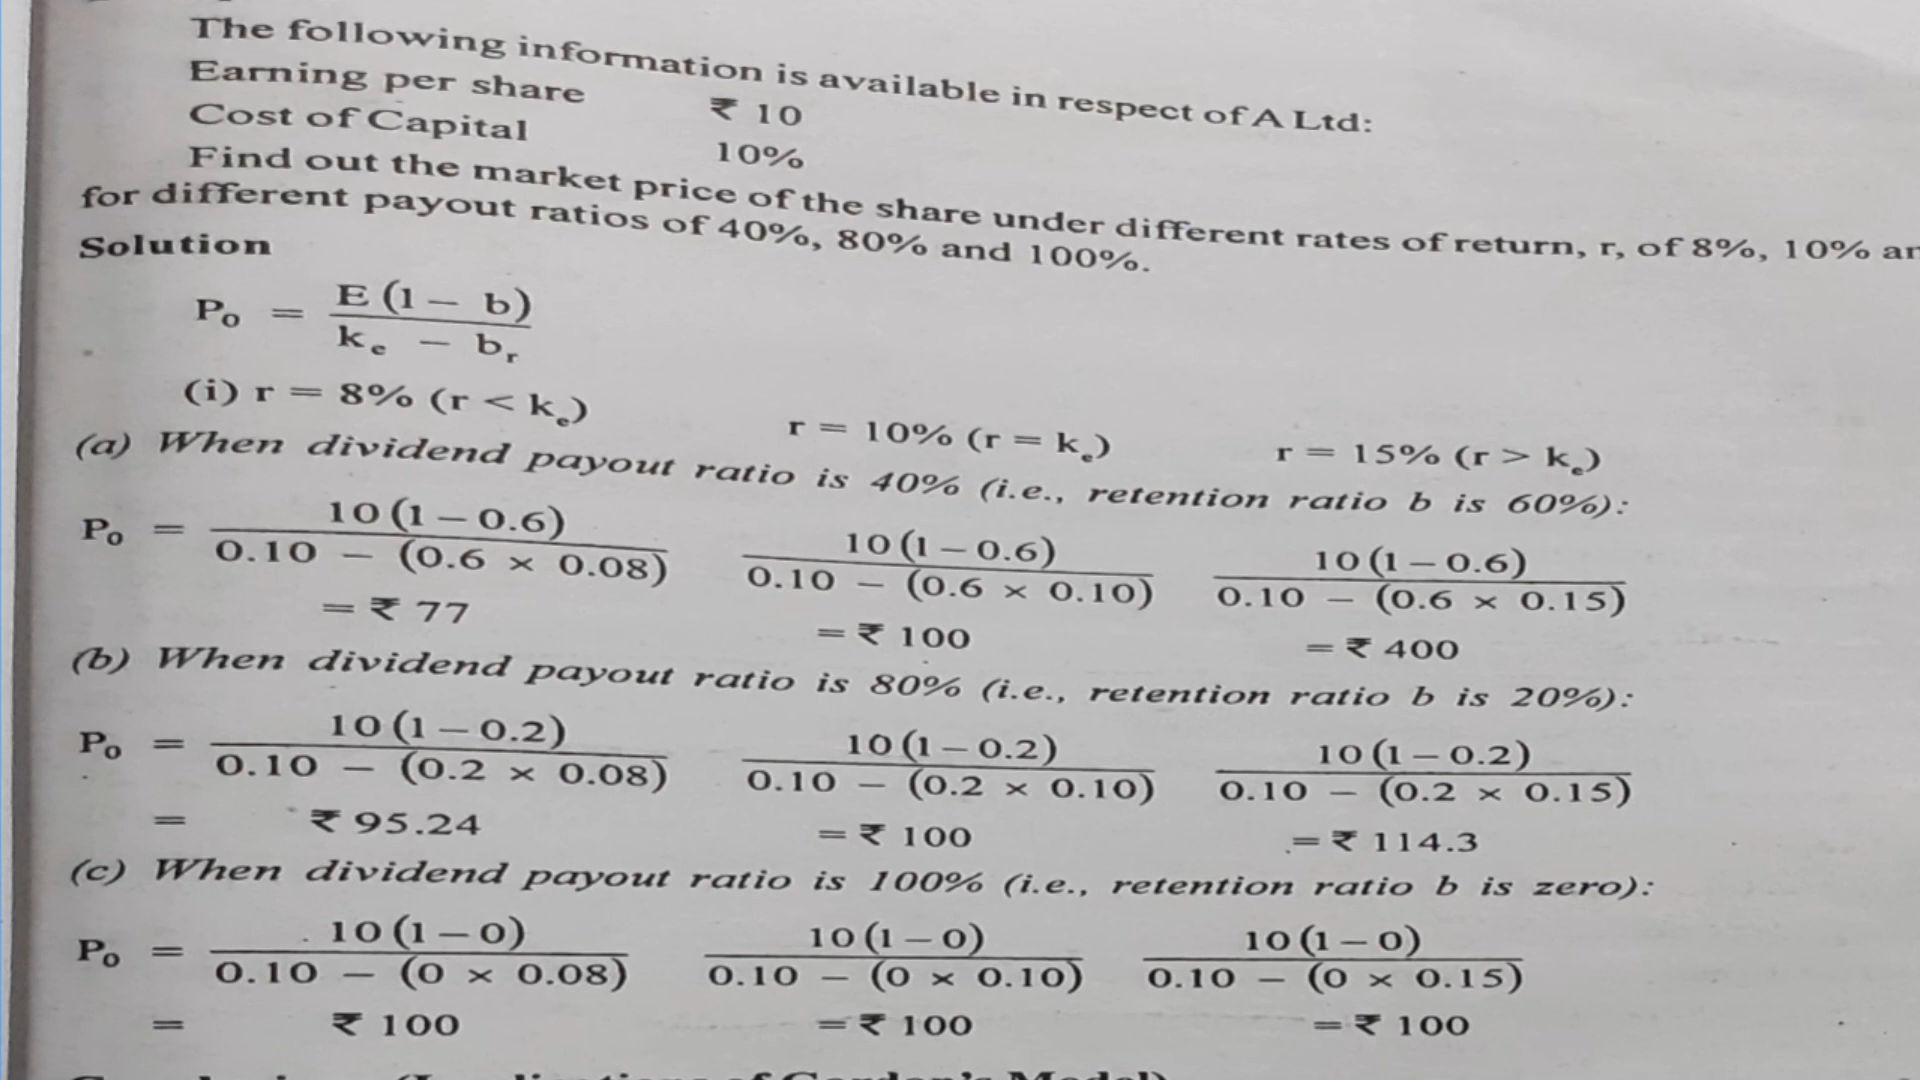 The following information is available in respect of A Ltd:
Earning per share ₹ 10
Cost of Capital 10%
Find out the market price of the share under different rates of return, r, of 8%, 10%
for different payout ratios of 40%, 80% and 100%.
Solution
P₀ = E (1 – b) / kₑ – bᵣ
(i) r = 8% (r < kₑ) r = 10% (r = kₑ) r = 15% (r > kₑ)
(a) When dividend payout ratio is 40% (i.e., retention ratio b is 60%):
P₀ = 10 (1 – 0.6) / 0.10 – (0.6 × 0.08) 10 (1 – 0.6) / 0.10 – (0.6 × 0.10) 10 (1 – 0.6) / 0.10 – (0.6 × 0.15)
= ₹ 77 = ₹ 100 = ₹ 400
(b) When dividend payout ratio is 80% (i.e., retention ratio b is 20%):
P₀ = 10 (1 – 0.2) / 0.10 – (0.2 × 0.08) 10 (1 – 0.2) / 0.10 – (0.2 × 0.10) 10 (1 – 0.2) / 0.10 – (0.2 × 0.15)
= ₹ 95.24 = ₹ 100 = ₹ 114.3
(c) When dividend payout ratio is 100% (i.e., retention ratio b is zero):
P₀ = 10 (1 – 0) / 0.10 – (0 × 0.08) 10 (1 – 0) / 0.10 – (0 × 0.10) 10 (1 – 0) / 0.10 – (0 × 0.15)
= ₹ 100 = ₹ 100 = ₹ 100